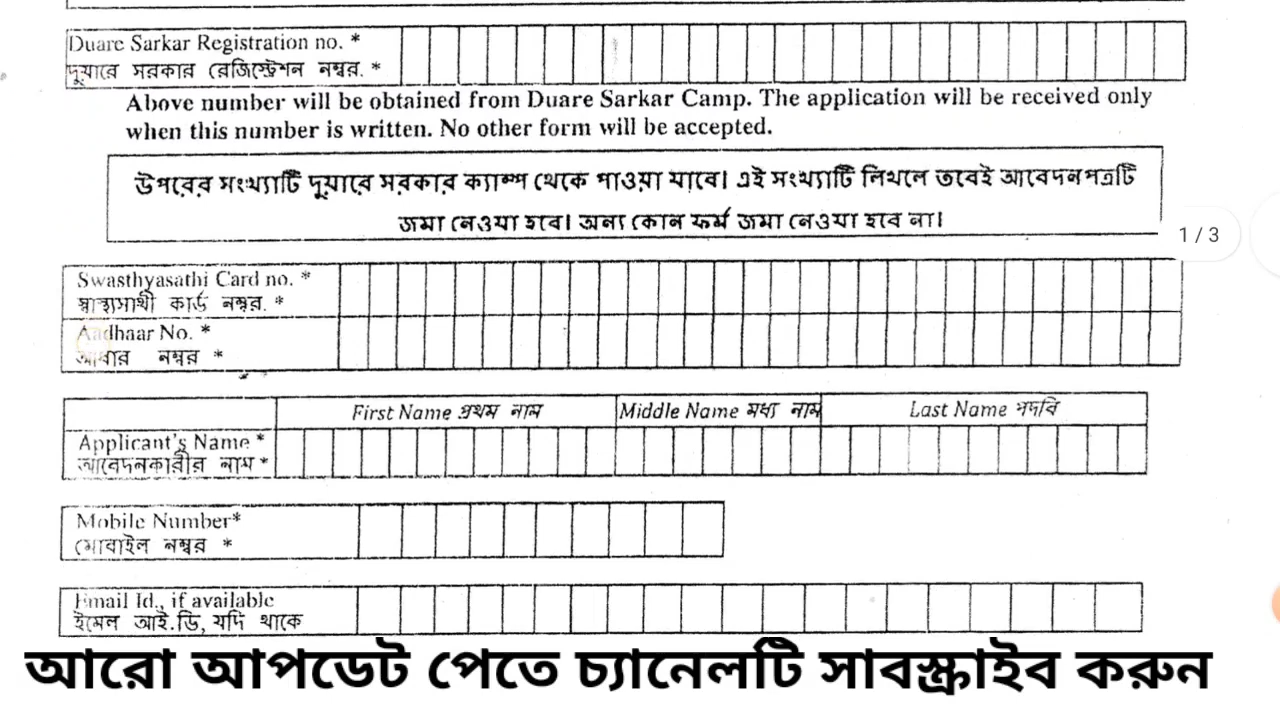 Duare Sarkar Registration no. *
দুয়ারে সরকার রেজিস্ট্রেশন নম্বর. *
Above number will be obtained from Duare Sarkar Camp. The application will be received only
when this number is written. No other form will be accepted.
উপরের সংখ্যাটি দুয়ারে সরকার ক্যাম্প থেকে পাওয়া যাবে। এই সংখ্যাটি লিখলে তবেই আবেদনপত্রটি
জমা নেওয়া হবে। অন্য কোন ফর্ম জমা নেওয়া হবে না।
1 / 3
Swasthyasathi Card no. *
স্বাস্থ্যসাথী কার্ড নম্বর. *
Aadhaar No. *
আধার নম্বর *
First Name প্রথম নাম Middle Name মধ্য নাম Last Name পদবি
Applicant's Name *
আবেদনকারীর নাম *
Mobile Number*
মোবাইল নম্বর *
Email Id., if available
ইমেল আই.ডি, যদি থাকে
আরো আপডেট পেতে চ্যানেলটি সাবস্ক্রাইব করুন